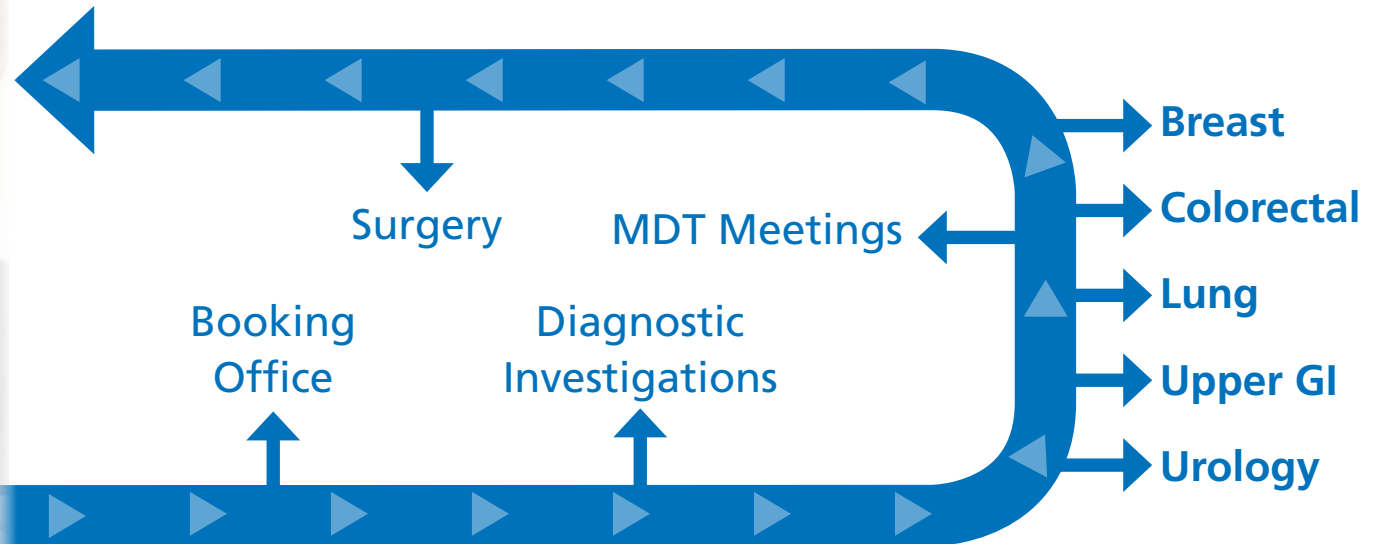 Breast
Colorectal
Surgery
MDT Meetings
Lung
Booking
Office
Diagnostic
Investigations
Upper GI
Urology